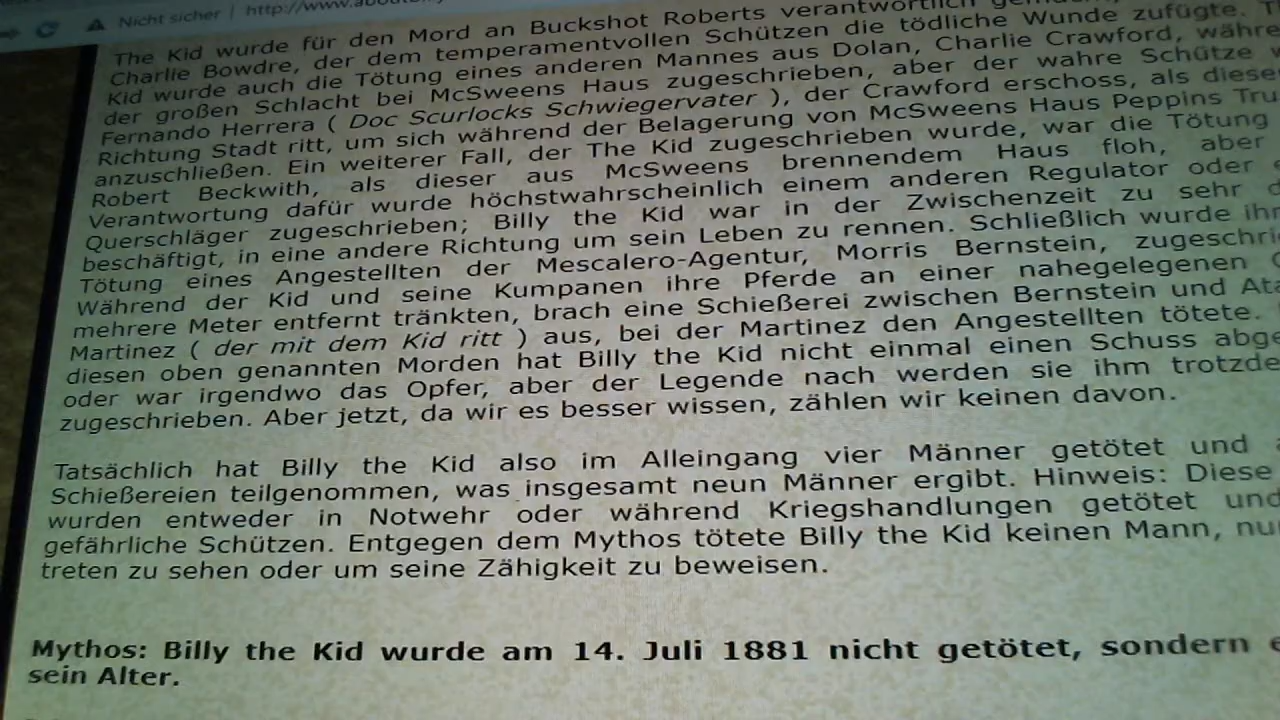 Nicht sicher | http://www.
The Kid wurde für den Mord an Buckshot Roberts verantwortlich
Charlie Bowdre, der dem temperamentvollen Schützen die tödliche Wunde zufügte.
Kid wurde auch die Tötung eines anderen Mannes aus Dolan, Charlie Crawford,
der großen Schlacht bei McSweens Haus zugeschrieben, aber der wahre Schütze
Fernando Herrera ( Doc Scurlocks Schwiegervater ), der Crawford erschoss, als
Richtung Stadt ritt, um sich während der Belagerung von McSweens Haus Peppins
anzuschließen. Ein weiterer Fall, der The Kid zugeschrieben wurde, war die Tötung
Robert Beckwith, als dieser aus McSweens brennendem Haus floh, aber
Verantwortung dafür wurde höchstwahrscheinlich einem anderen Regulator oder
Querschläger zugeschrieben; Billy the Kid war in der Zwischenzeit zu sehr
beschäftigt, in eine andere Richtung um sein Leben zu rennen. Schließlich wurde
Tötung eines Angestellten der Mescalero-Agentur, Morris Bernstein,
Während der Kid und seine Kumpanen ihre Pferde an einer nahegelegenen
mehrere Meter entfernt tränkten, brach eine Schießerei zwischen Bernstein und
Martinez ( der mit dem Kid ritt ) aus, bei der Martinez den Angestellten tötete.
diesen oben genannten Morden hat Billy the Kid nicht einmal einen Schuss
oder war irgendwo das Opfer, aber der Legende nach werden sie ihm
zugeschrieben. Aber jetzt, da wir es besser wissen, zählen wir keinen davon.
Tatsächlich hat Billy the Kid also im Alleingang vier Männer getötet und
Schießereien teilgenommen, was insgesamt neun Männer ergibt. Hinweis: Diese
wurden entweder in Notwehr oder während Kriegshandlungen getötet und
gefährliche Schützen. Entgegen dem Mythos tötete Billy the Kid keinen Mann,
treten zu sehen oder um seine Zähigkeit zu beweisen.
Mythos: Billy the Kid wurde am 14. Juli 1881 nicht getötet, sondern
sein Alter.